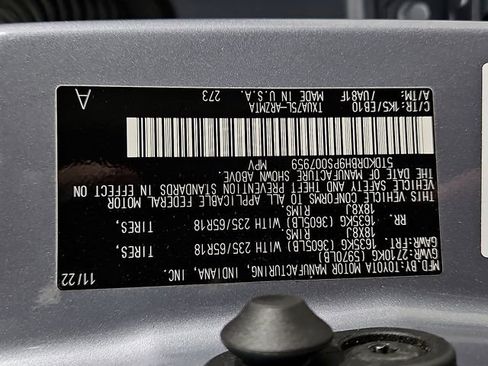 MFD.BY:TOYOTA MOTOR MANUFACTURING, INDIANA, INC. 11/22
GVWR:2710KG (5970LB)
GAWR-FRT. 1635KG (3605LB) WITH 235/65R18 TIRES,
18X8J RIMS
RR. 1635KG (3605LB) WITH 235/65R18 TIRES,
18X8J RIMS
THIS VEHICLE CONFORMS TO ALL APPLICABLE FEDERAL MOTOR
VEHICLE SAFETY AND THEFT PREVENTION STANDARDS IN EFFECT ON
THE DATE OF MANUFACTURE SHOWN ABOVE.
5TDKDRBH9PS007959 MPV
C/TR:1K5/EB10 TXUA75L-ARZMTA 273
A/TM: /UA81F MADE IN U.S.A. A